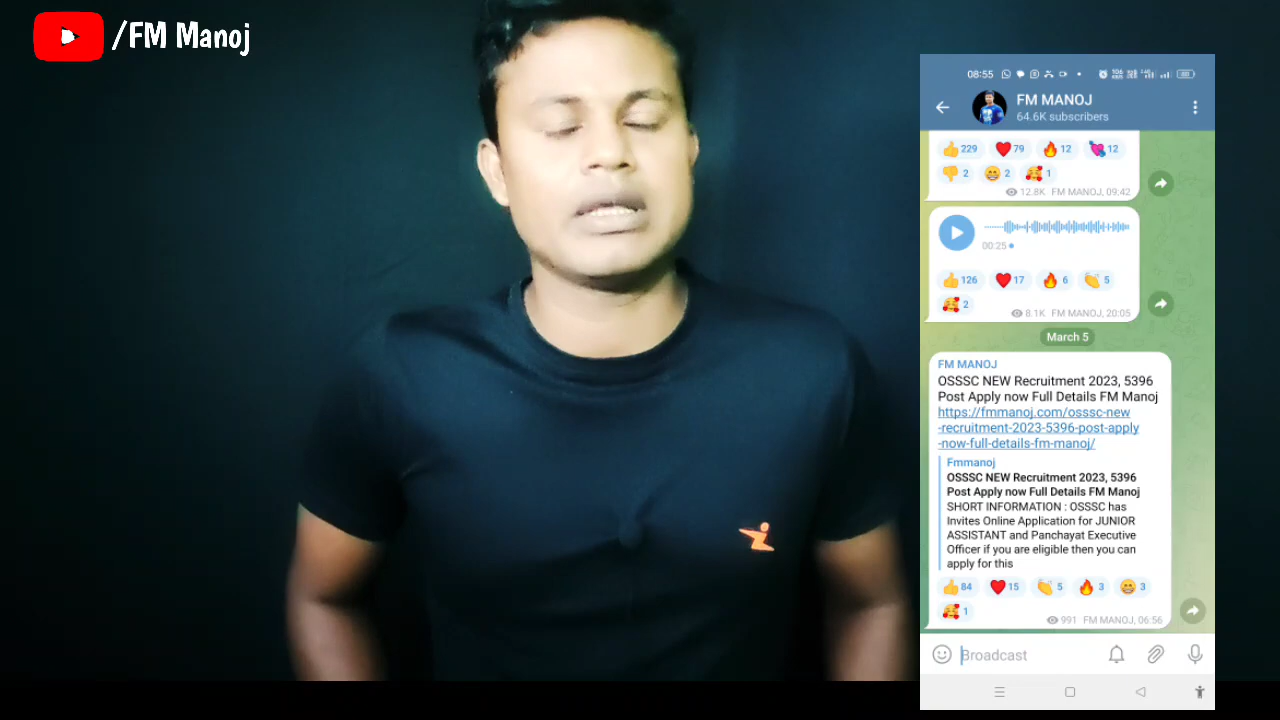 /FM Manoj
08:55
FM MANOJ
64.6K subscribers
229 79 12 12
2 2 1
12.8K FM MANOJ, 09:42
00:25
126 17 6 5
2
8.1K FM MANOJ, 20:05
March 5
FM MANOJ
OSSSC NEW Recruitment 2023, 5396
Post Apply now Full Details FM Manoj
https://fmmanoj.com/osssc-new
-recruitment-2023-5396-post-apply
-now-full-details-fm-manoj/
Fmmanoj
OSSSC NEW Recruitment 2023, 5396
Post Apply now Full Details FM Manoj
SHORT INFORMATION : OSSSC has
Invites Online Application for JUNIOR
ASSISTANT and Panchayat Executive
Officer if you are eligible then you can
apply for this
84 15 5 3 3
1
991 FM MANOJ, 06:56
Broadcast